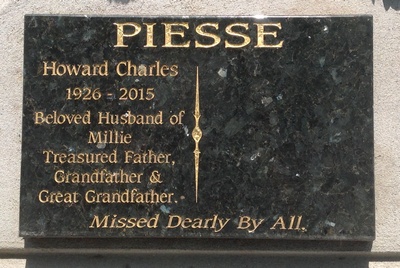 PIESSE
Howard Charles
1926 - 2015
Beloved Husband of
Millie
Treasured Father,
Grandfather &
Great Grandfather.
Missed Dearly By All.